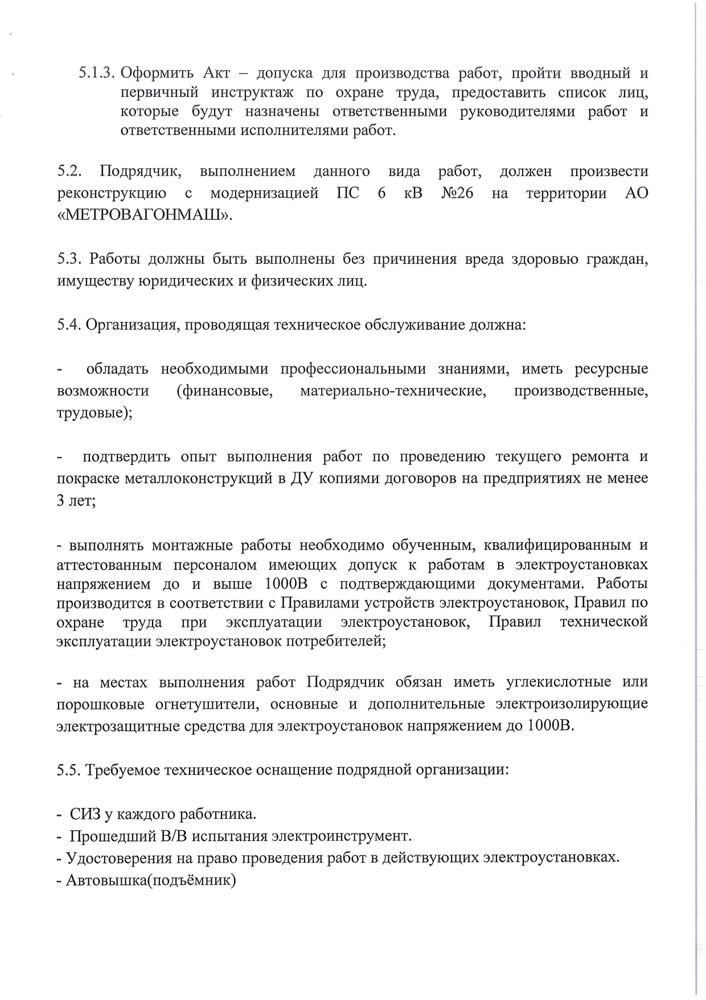 5.1.3. Оформить Акт – допуска для производства работ, пройти вводный и
первичный инструктаж по охране труда, предоставить список лиц,
которые будут назначены ответственными руководителями работ и
ответственными исполнителями работ.
5.2. Подрядчик, выполнением данного вида работ, должен произвести
реконструкцию с модернизацией ПС 6 кВ №26 на территории АО
«МЕТРОВАГОНМАШ».
5.3. Работы должны быть выполнены без причинения вреда здоровью граждан,
имуществу юридических и физических лиц.
5.4. Организация, проводящая техническое обслуживание должна:
- обладать необходимыми профессиональными знаниями, иметь ресурсные
возможности (финансовые, материально-технические, производственные,
трудовые);
- подтвердить опыт выполнения работ по проведению текущего ремонта и
покраске металлоконструкций в ДУ копиями договоров на предприятиях не менее
3 лет;
- выполнять монтажные работы необходимо обученным, квалифицированным и
аттестованным персоналом имеющих допуск к работам в электроустановках
напряжением до и выше 1000В с подтверждающими документами. Работы
производится в соответствии с Правилами устройств электроустановок, Правил по
охране труда при эксплуатации электроустановок, Правил технической
эксплуатации электроустановок потребителей;
- на местах выполнения работ Подрядчик обязан иметь углекислотные или
порошковые огнетушители, основные и дополнительные электроизолирующие
электрозащитные средства для электроустановок напряжением до 1000В.
5.5. Требуемое техническое оснащение подрядной организации:
- СИЗ у каждого работника.
- Прошедший В/В испытания электроинструмент.
- Удостоверения на право проведения работ в действующих электроустановках.
- Автовышка(подъёмник)